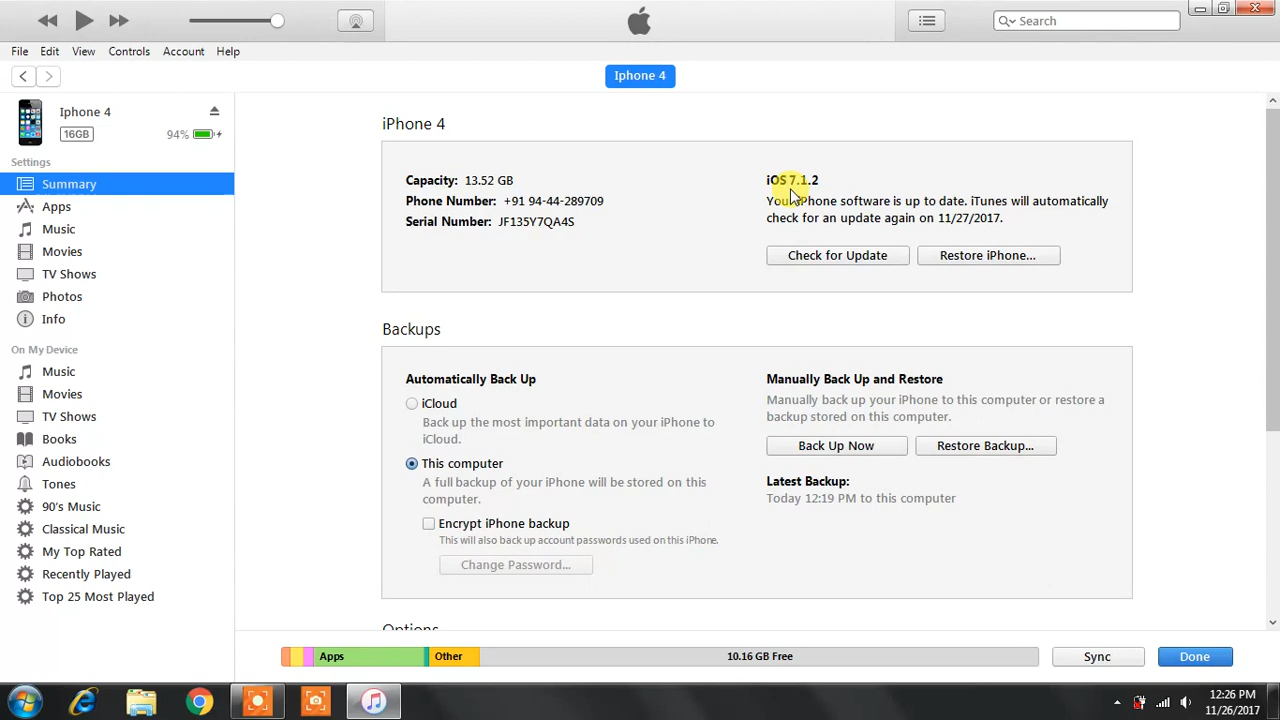 Search
File Edit View Controls Account Help
Iphone 4
Iphone 4
16GB 94%
Settings
Summary
Apps
Music
Movies
TV Shows
Photos
Info
On My Device
Music
Movies
TV Shows
Books
Audiobooks
Tones
90's Music
Classical Music
My Top Rated
Recently Played
Top 25 Most Played
iPhone 4
Capacity: 13.52 GB
Phone Number: +91 94-44-289709
Serial Number: JF135Y7QA4S
iOS 7.1.2
Your iPhone software is up to date. iTunes will automatically
check for an update again on 11/27/2017.
Check for Update Restore iPhone...
Backups
Automatically Back Up
iCloud
Back up the most important data on your iPhone to
iCloud.
This computer
A full backup of your iPhone will be stored on this
computer.
Encrypt iPhone backup
This will also back up account passwords used on this iPhone.
Change Password...
Manually Back Up and Restore
Manually back up your iPhone to this computer or restore a
backup stored on this computer.
Back Up Now Restore Backup...
Latest Backup:
Today 12:19 PM to this computer
Options
Apps Other 10.16 GB Free Sync Done
12:26 PM
11/26/2017